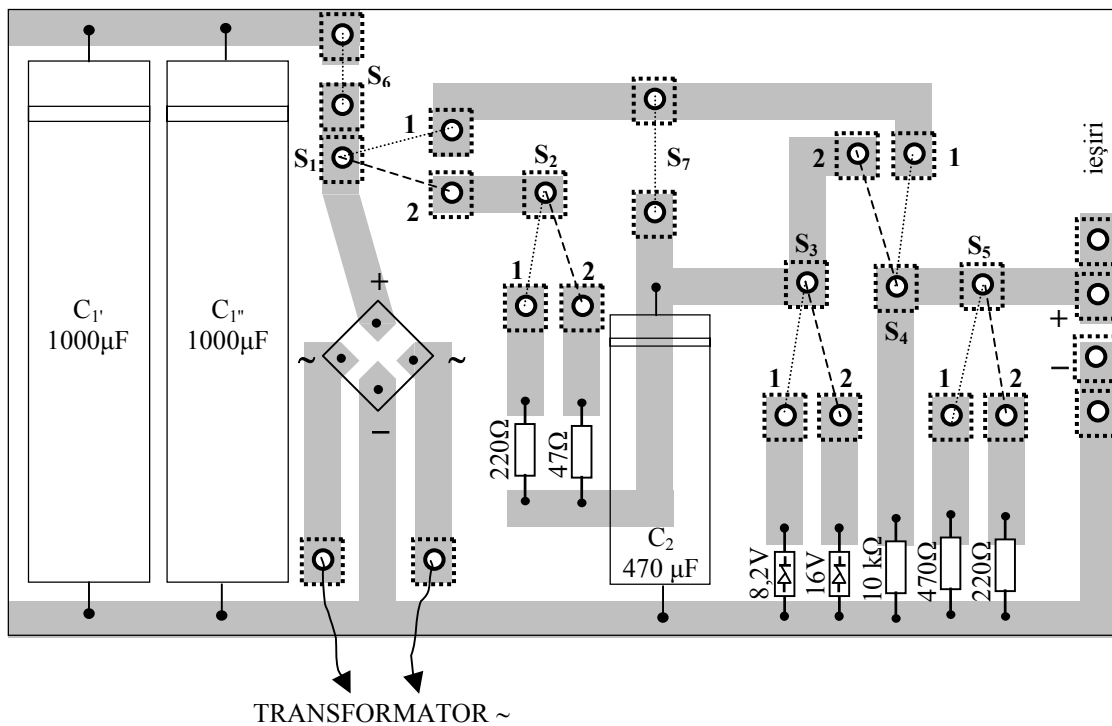 S₆
1
S₁
2
S₂
1
2
S₇
2
1
ieşiri
S₃
S₅
S₄
C₁'
1000μF
C₁"
1000μF
+
~
~
−
+
−
1
2
1
2
220Ω
47Ω
C₂
470 μF
8,2V
16V
10 kΩ
470Ω
220Ω
TRANSFORMATOR ~